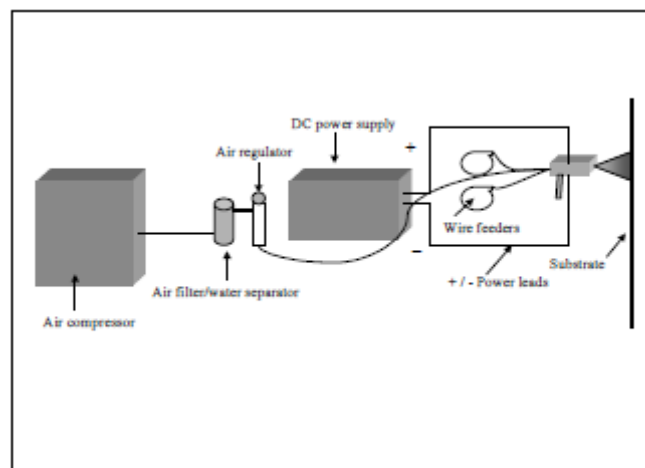 DC power supply
+
Air regulator
Wire feeders
−
Substrate
+ / - Power leads
Air filter/water separator
Air compressor